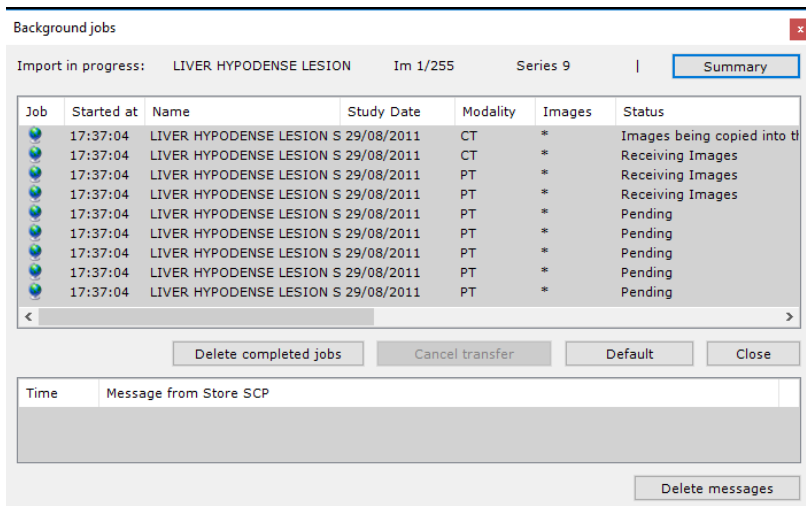 Background jobs
x
Import in progress: LIVER HYPODENSE LESION Im 1/255 Series 9 | Summary
Job Started at Name Study Date Modality Images Status
17:37:04 LIVER HYPODENSE LESION S 29/08/2011 CT * Images being copied into th
17:37:04 LIVER HYPODENSE LESION S 29/08/2011 CT * Receiving Images
17:37:04 LIVER HYPODENSE LESION S 29/08/2011 PT * Receiving Images
17:37:04 LIVER HYPODENSE LESION S 29/08/2011 PT * Receiving Images
17:37:04 LIVER HYPODENSE LESION S 29/08/2011 PT * Pending
17:37:04 LIVER HYPODENSE LESION S 29/08/2011 PT * Pending
17:37:04 LIVER HYPODENSE LESION S 29/08/2011 PT * Pending
17:37:04 LIVER HYPODENSE LESION S 29/08/2011 PT * Pending
17:37:04 LIVER HYPODENSE LESION S 29/08/2011 PT * Pending
Delete completed jobs Cancel transfer Default Close
Time Message from Store SCP
Delete messages